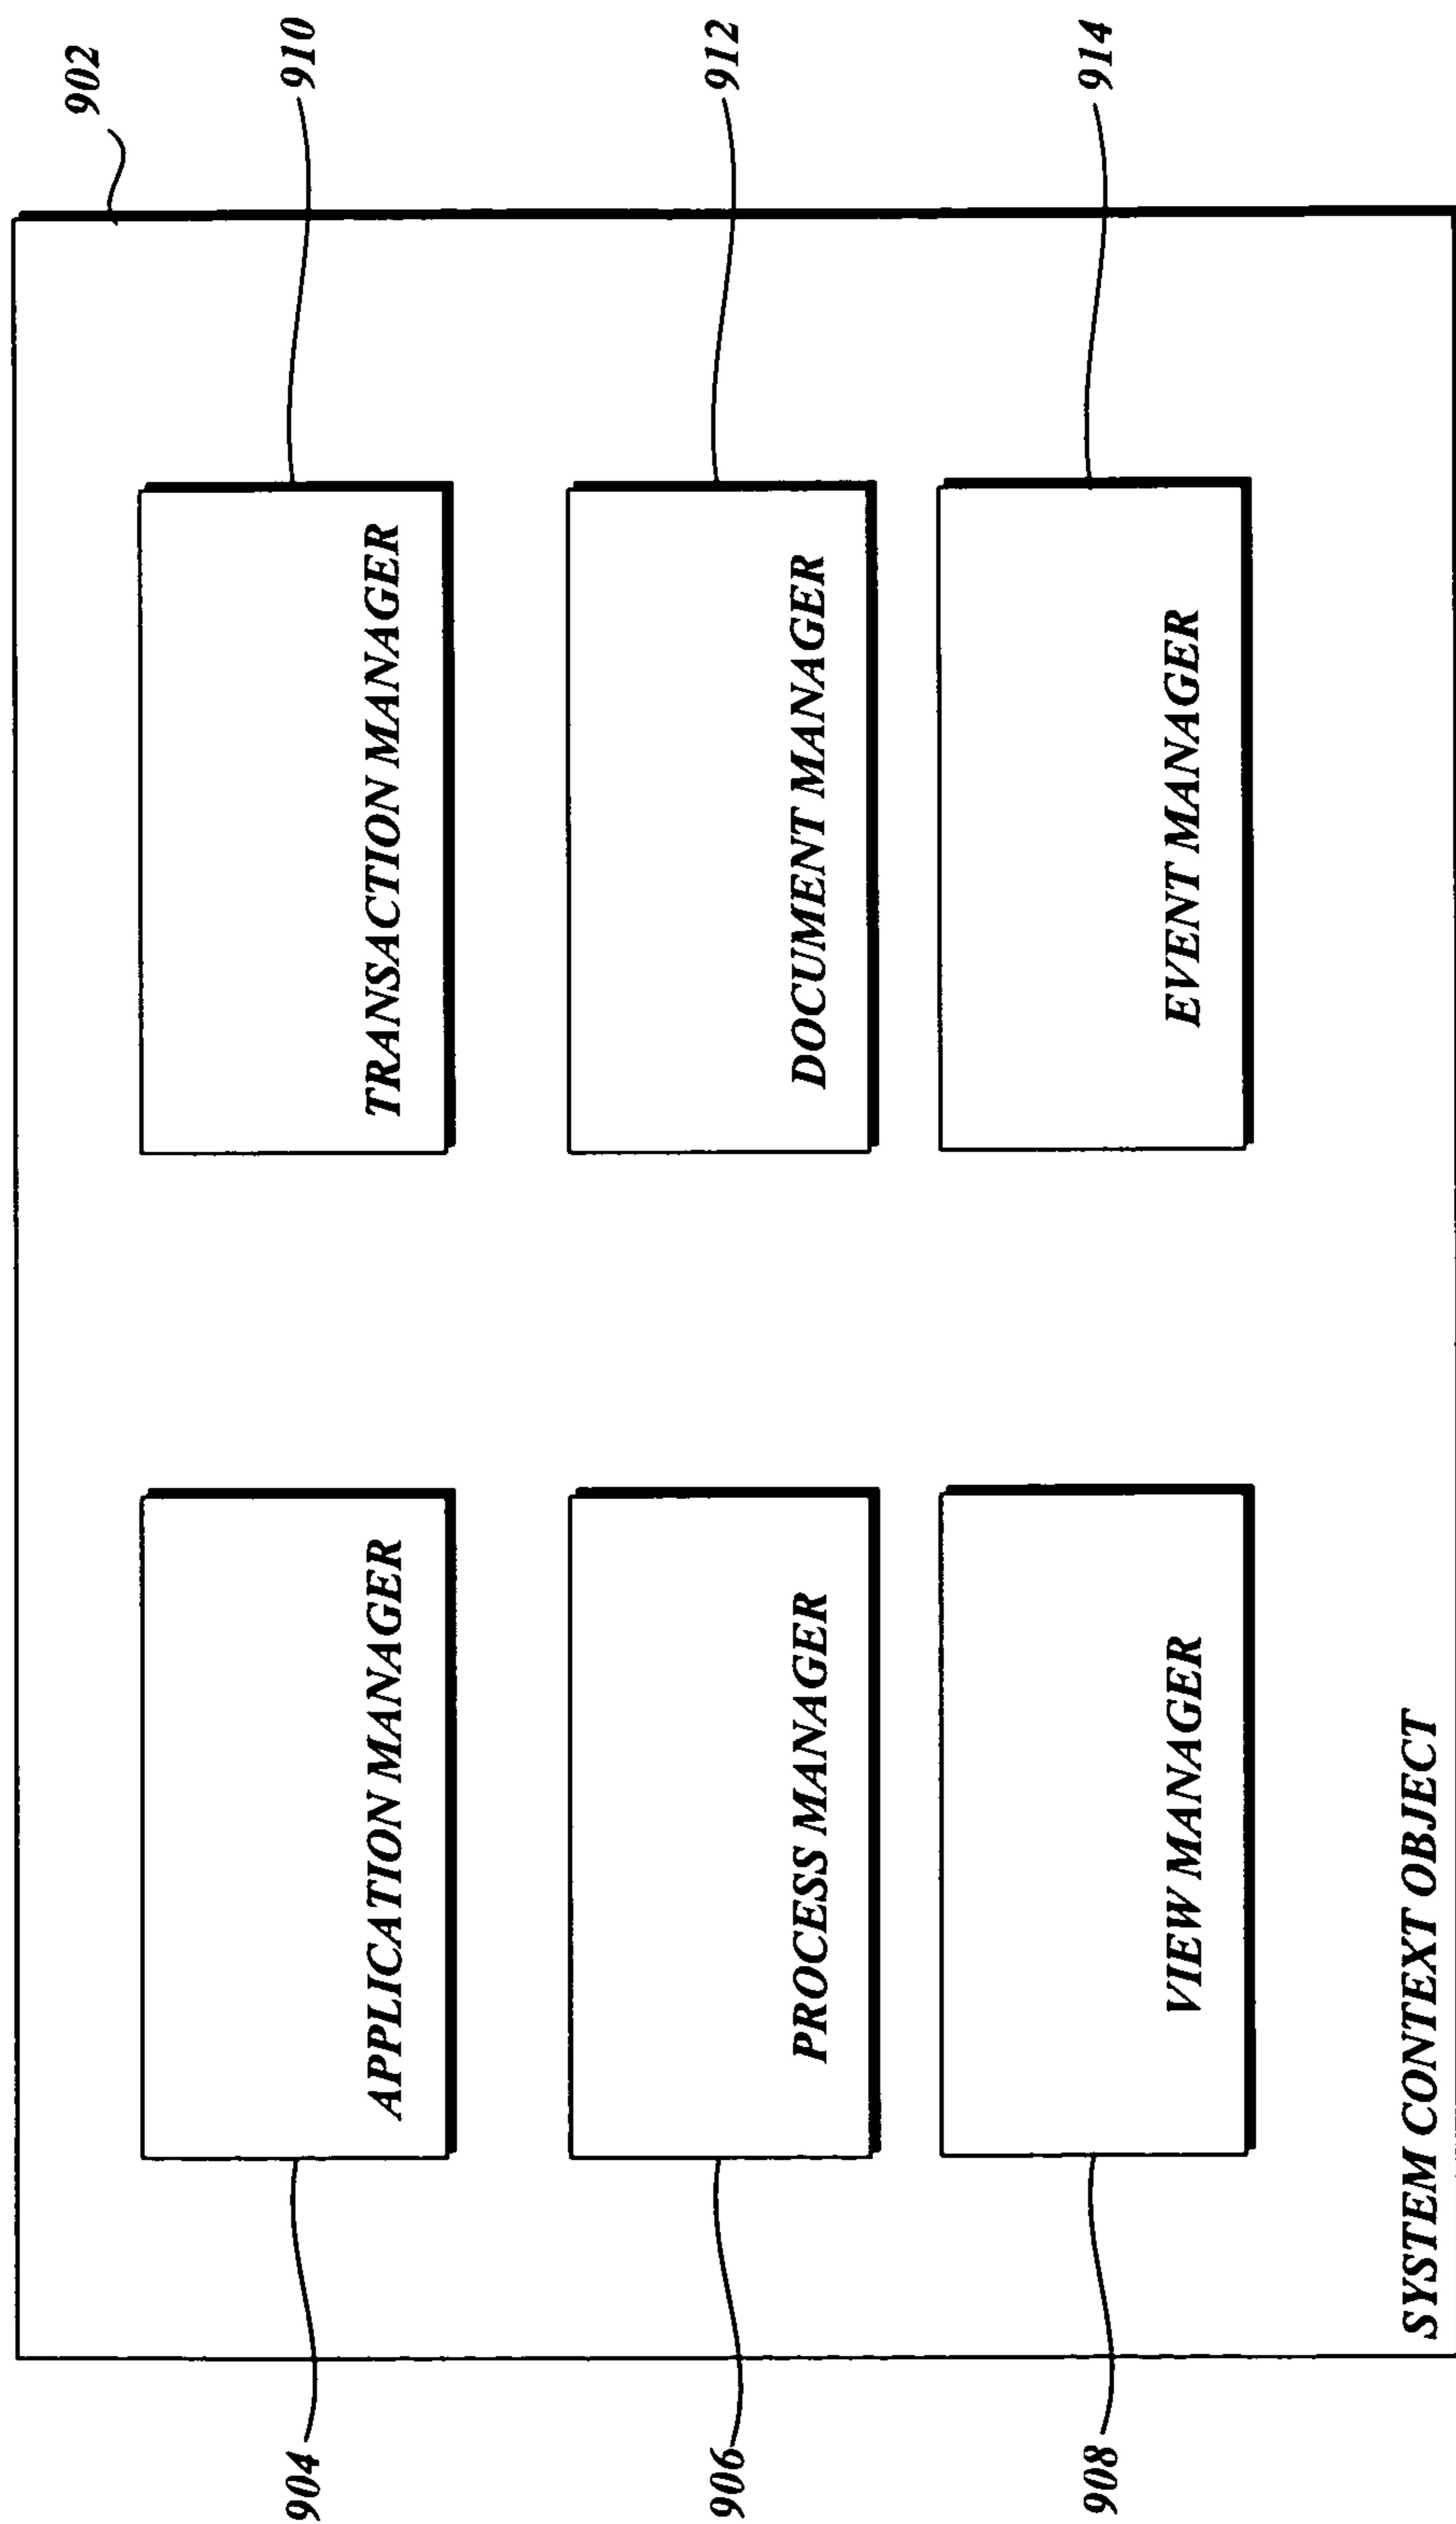 902
904
APPLICATION MANAGER
TRANSACTION MANAGER
910
906
PROCESS MANAGER
DOCUMENT MANAGER
912
908
VIEW MANAGER
EVENT MANAGER
914
SYSTEM CONTEXT OBJECT